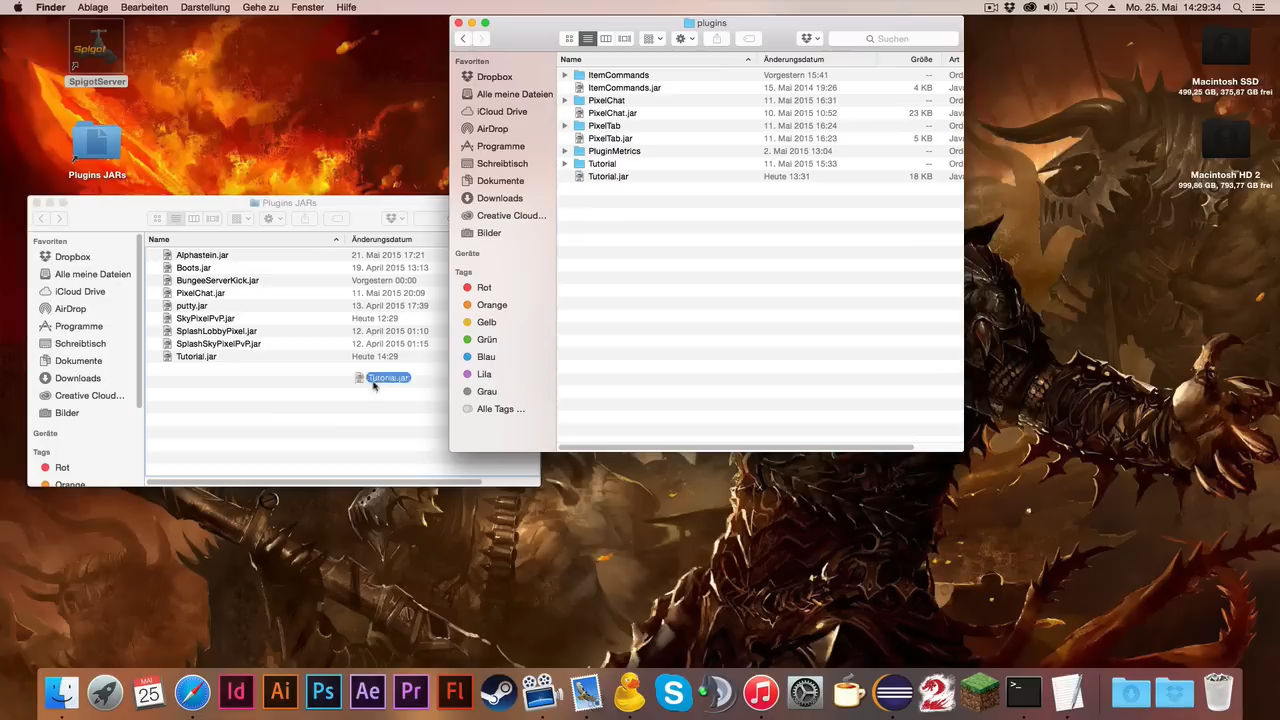 Finder Ablage Bearbeiten Darstellung Gehe zu Fenster Hilfe Mo. 25. Mai 14:29:34
Spigot
SpigotServer
Plugins JARs
Macintosh SSD
499,25 GB, 375,87 GB frei
Macintosh HD 2
999,86 GB, 793,77 GB frei
plugins
Suchen
Favoriten
Dropbox
Alle meine Dateien
iCloud Drive
AirDrop
Programme
Schreibtisch
Dokumente
Downloads
Creative Cloud...
Bilder
Geräte
Tags
Rot
Orange
Gelb
Grün
Blau
Lila
Grau
Alle Tags ...
Name Änderungsdatum Größe Art
ItemCommands Vorgestern 15:41 -- Ord
ItemCommands.jar 15. Mai 2014 19:26 4 KB Java
PixelChat 11. Mai 2015 16:31 -- Ord
PixelChat.jar 10. Mai 2015 10:52 23 KB Java
PixelTab 11. Mai 2015 16:24 -- Ord
PixelTab.jar 11. Mai 2015 16:23 5 KB Java
PluginMetrics 2. Mai 2015 13:04 -- Ord
Tutorial 11. Mai 2015 15:33 -- Ord
Tutorial.jar Heute 13:31 18 KB Java
Plugins JARs
Favoriten
Dropbox
Alle meine Dateien
iCloud Drive
AirDrop
Programme
Schreibtisch
Dokumente
Downloads
Creative Cloud...
Bilder
Geräte
Tags
Rot
Orange
Name Änderungsdatum
Alphastein.jar 21. Mai 2015 17:21
Boots.jar 19. April 2015 13:13
BungeeServerKick.jar Vorgestern 00:00
PixelChat.jar 11. Mai 2015 20:09
putty.jar 13. April 2015 17:39
SkyPixelPvP.jar Heute 12:29
SplashLobbyPixel.jar 12. April 2015 01:10
SplashSkyPixelPvP.jar 12. April 2015 01:15
Tutorial.jar Heute 14:29
Tutorial.jar
MAI
25
Id Ai Ps Ae Pr Fl